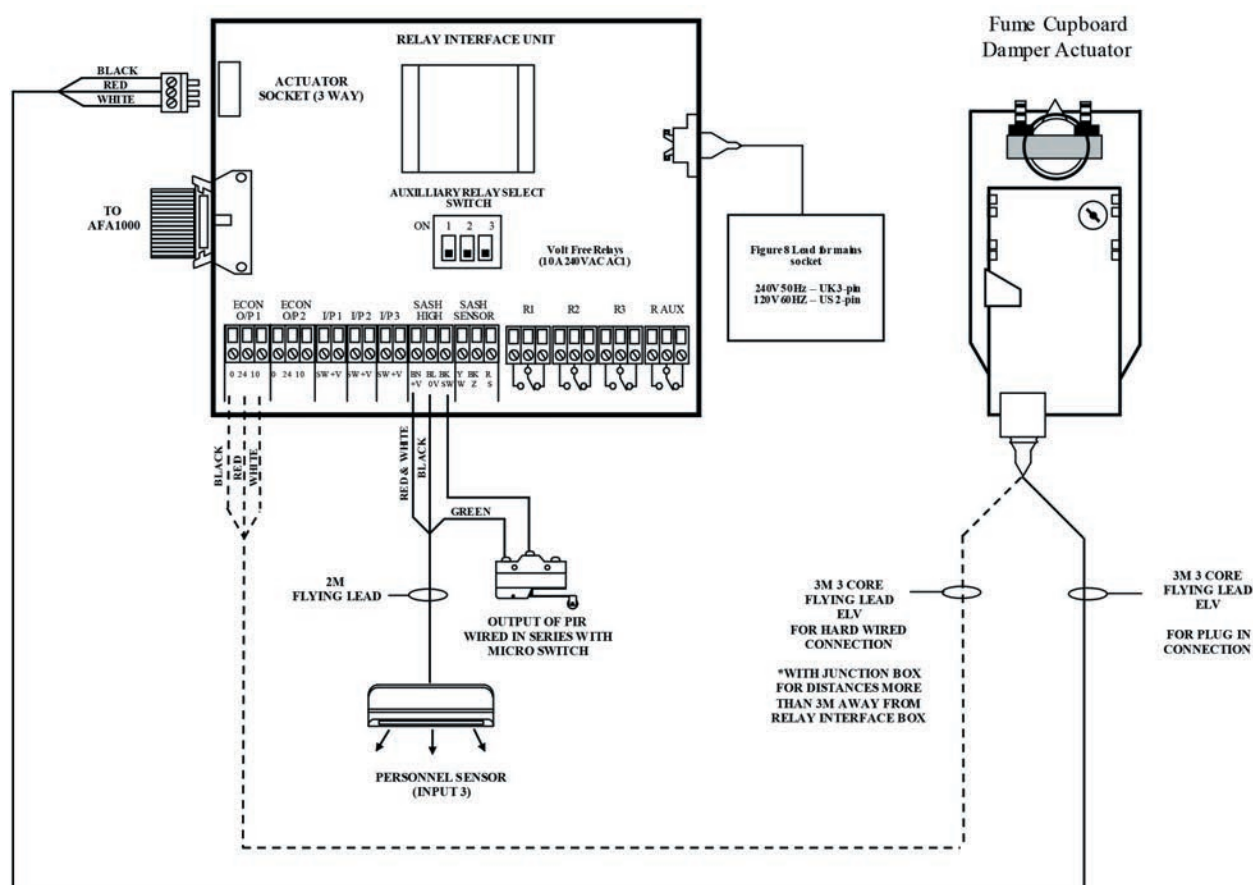 Fume Cupboard
Damper Actuator
RELAY INTERFACE UNIT
BLACK
RED
WHITE
ACTUATOR
SOCKET (3 WAY)
TO
AFA1000
AUXILLIARY RELAY SELECT
SWITCH
ON 1 2 3
Volt Free Relays
(10A 240VAC AC1)
Figure 8 Lead for mains
socket
240V 50Hz – UK 3-pin
120V 60HZ – US 2-pin
ECON
O/P 1
ECON
O/P 2
I/P 1
I/P 2
I/P 3
SASH
HIGH
SASH
SENSOR
R1
R2
R3
R AUX
0 24 10
0 24 10
SW +V
SW +V
SW +V
BN BL BK
+V 0V SW
Y BK R
W Z S
BLACK
RED
WHITE
RED & WHITE
BLACK
GREEN
2M
FLYING LEAD
OUTPUT OF PIR
WIRED IN SERIES WITH
MICRO SWITCH
PERSONNEL SENSOR
(INPUT 3)
3M 3 CORE
FLYING LEAD
ELV
FOR HARD WIRED
CONNECTION
*WITH JUNCTION BOX
FOR DISTANCES MORE
THAN 3M AWAY FROM
RELAY INTERFACE BOX
3M 3 CORE
FLYING LEAD
ELV
FOR PLUG IN
CONNECTION